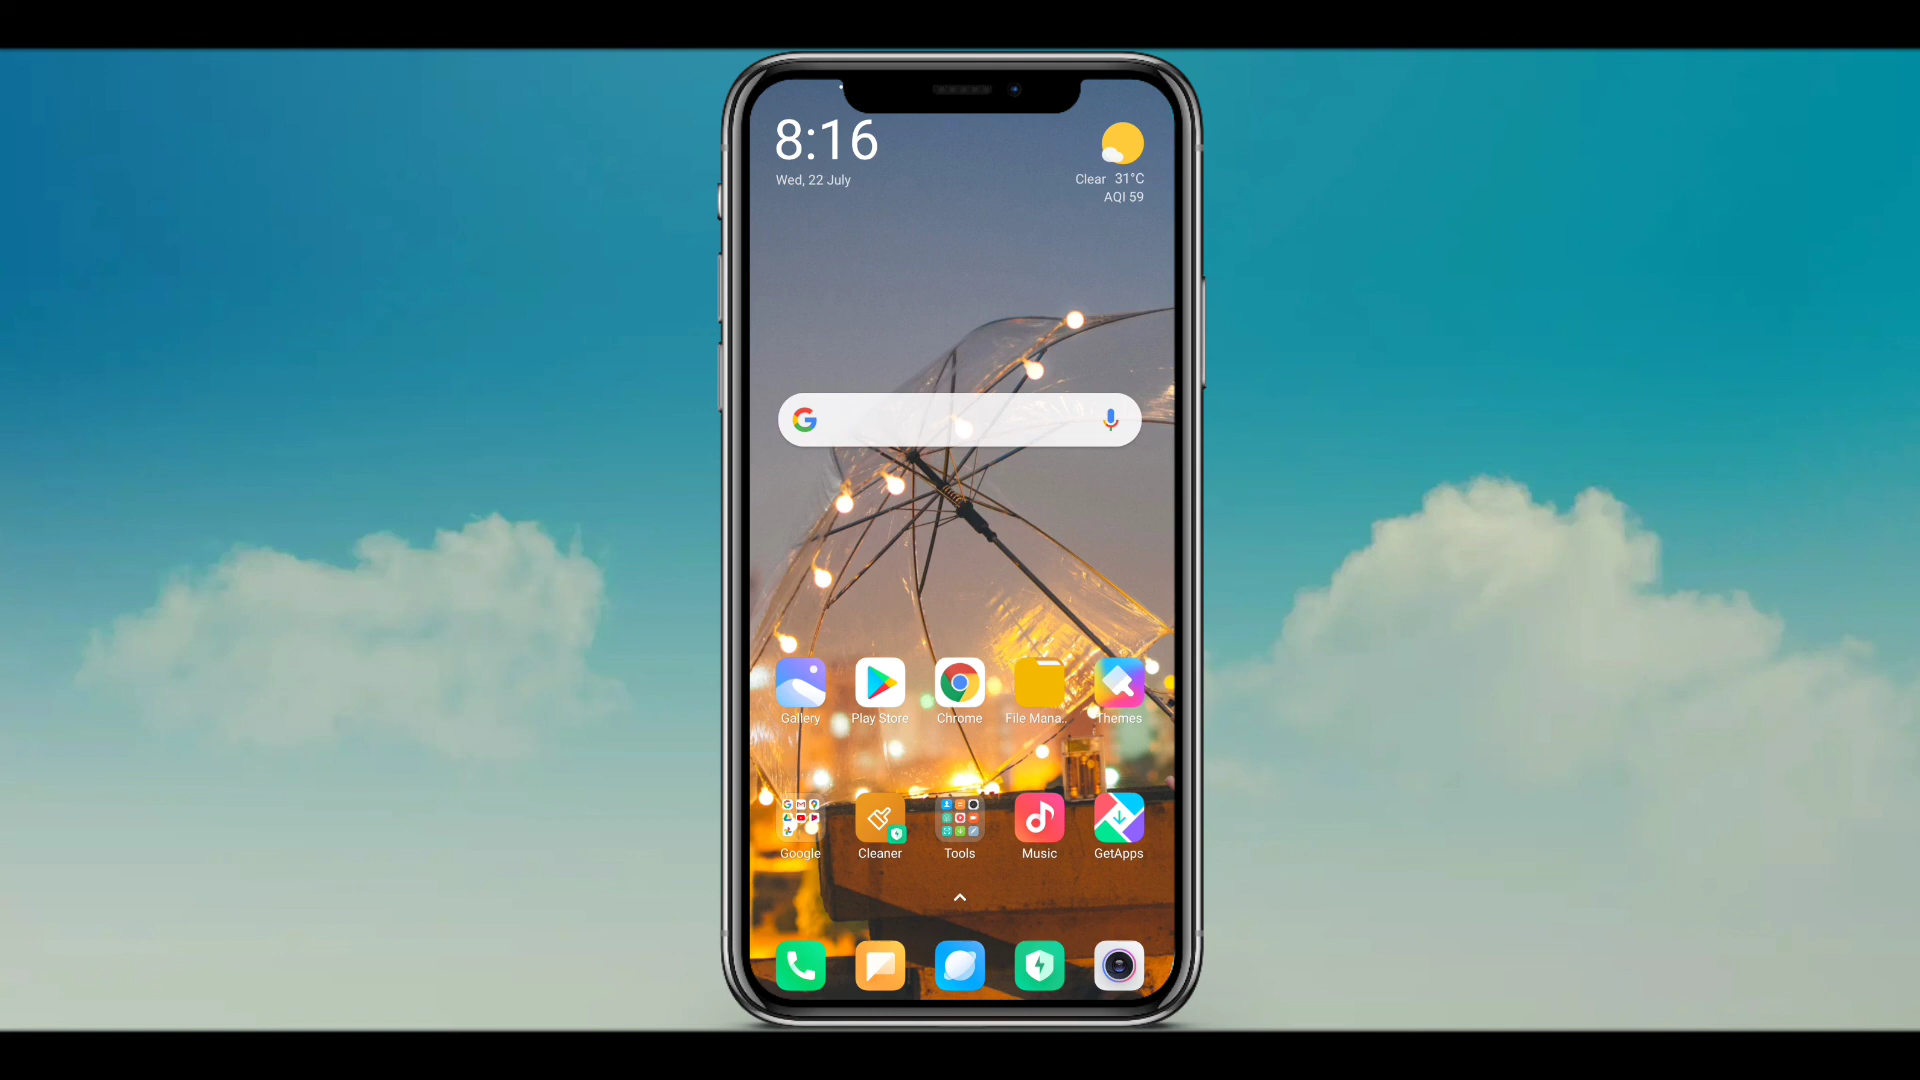 8:16
Wed, 22 July
Clear 31°C
AQI 59
Gallery
Play Store
Chrome
File Mana..
Themes
Google
Cleaner
Tools
Music
GetApps